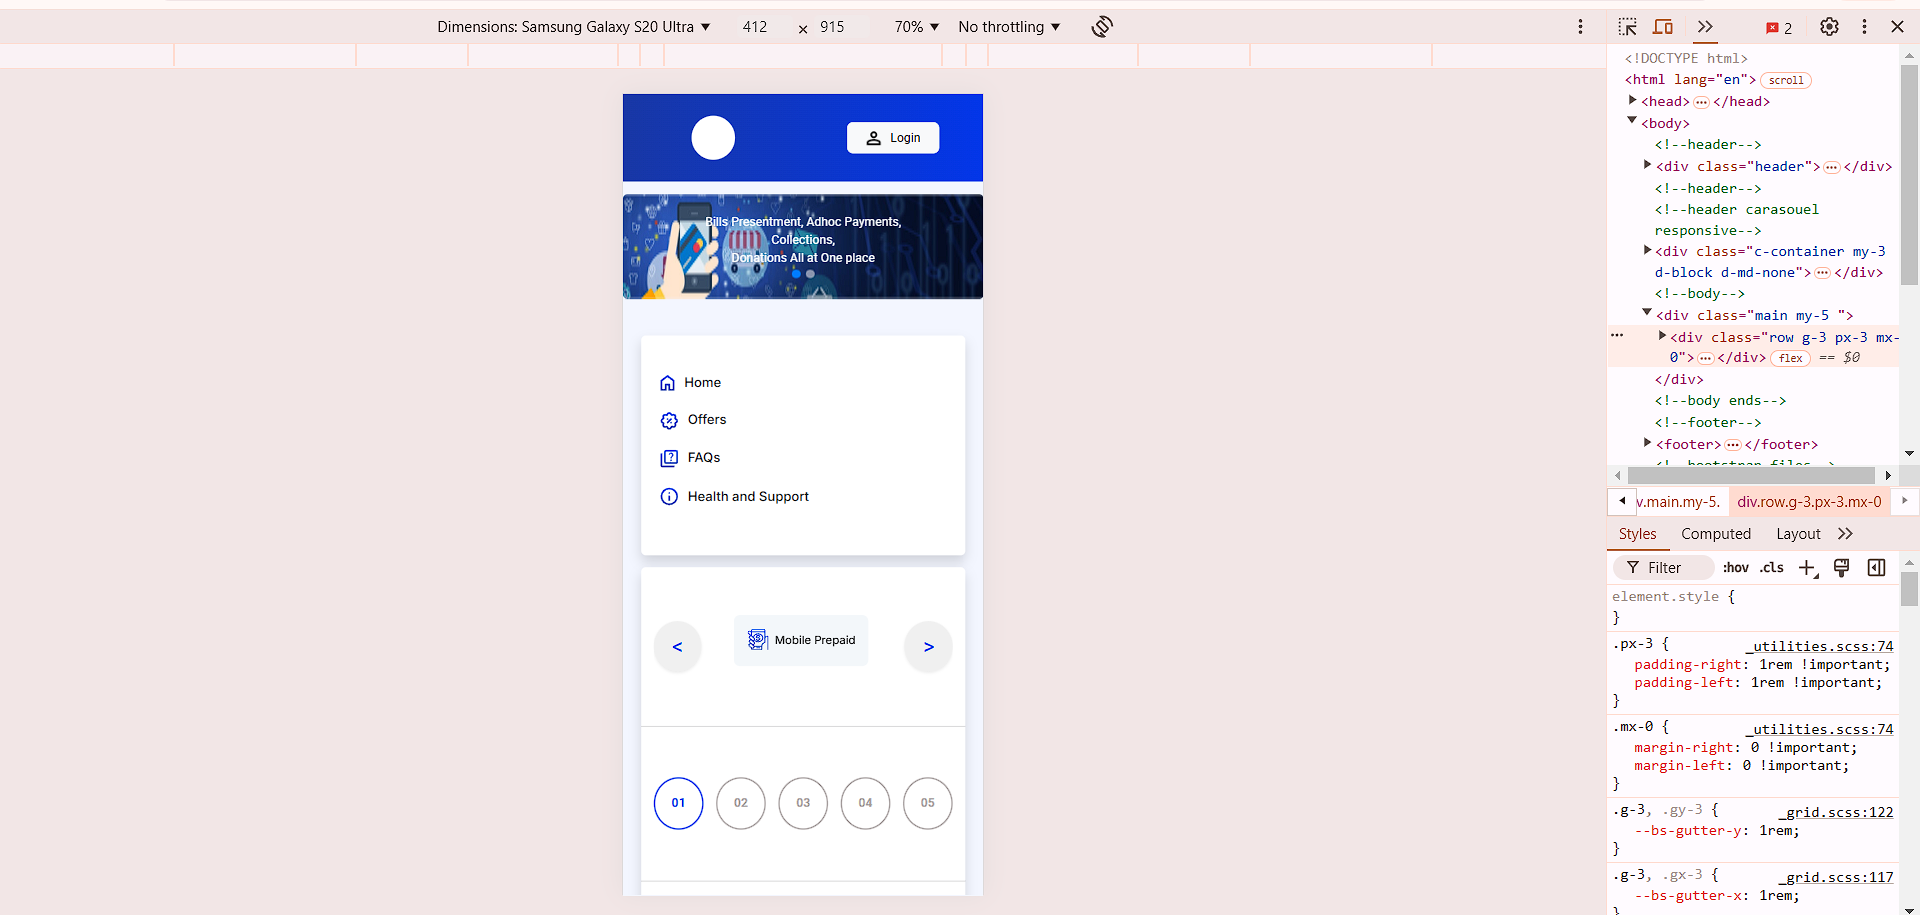 Dimensions: Samsung Galaxy S20 Ultra ▼ 412 × 915 70% ▼ No throttling ▼
2
Login
Bills Presentment, Adhoc Payments,
Collections,
Donations All at One place
Home
Offers
FAQs
Health and Support
< Mobile Prepaid >
01 02 03 04 05
<!DOCTYPE html>
<html lang="en"> scroll
<head> ··· </head>
<body>
<!--header-->
<div class="header"> ··· </div>
<!--header-->
<!--header carasouel
responsive-->
<div class="c-container my-3
d-block d-md-none"> ··· </div>
<!--body-->
<div class="main my-5 ">
··· <div class="row g-3 px-3 mx-
0"> ··· </div> flex == $0
</div>
<!--body ends-->
<!--footer-->
<footer> ··· </footer>
<!--bootstrap files-->
v.main.my-5. div.row.g-3.px-3.mx-0
Styles Computed Layout
Filter :hov .cls
element.style {
}
.px-3 { _utilities.scss:74
padding-right: 1rem !important;
padding-left: 1rem !important;
}
.mx-0 { _utilities.scss:74
margin-right: 0 !important;
margin-left: 0 !important;
}
.g-3, .gy-3 { _grid.scss:122
--bs-gutter-y: 1rem;
}
.g-3, .gx-3 { _grid.scss:117
--bs-gutter-x: 1rem;
}